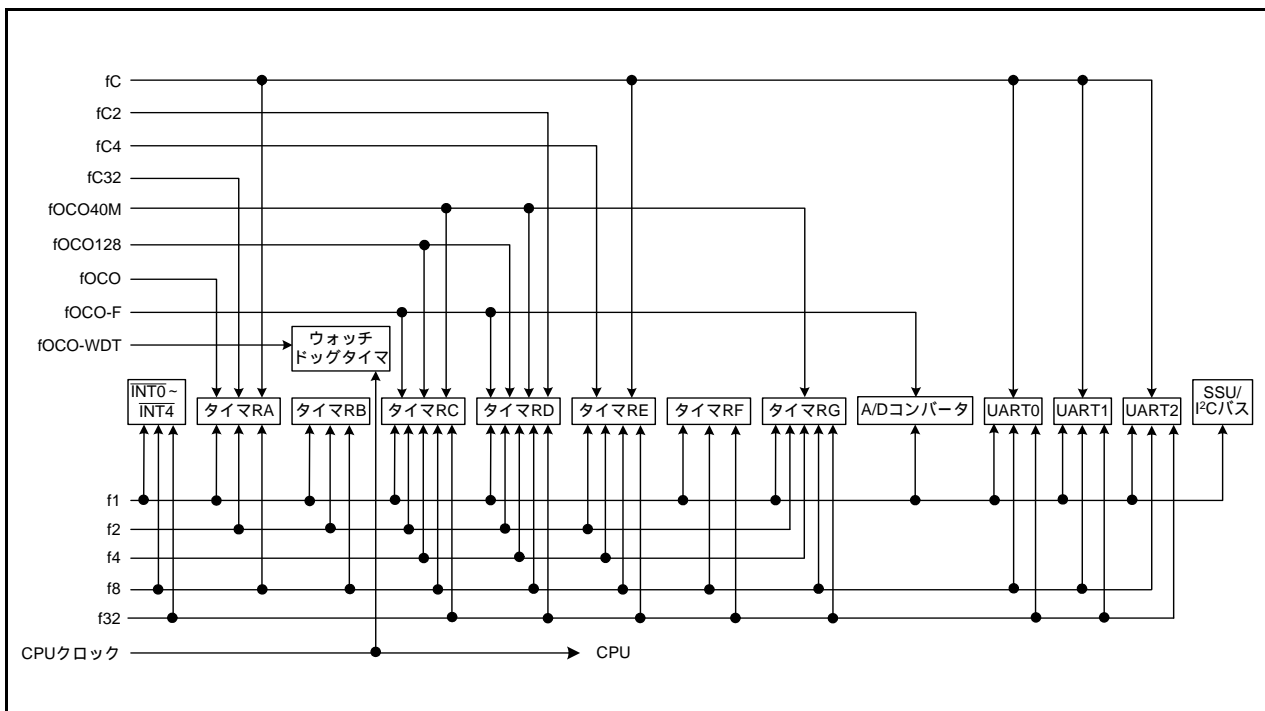 fC
fC2
fC4
fC32
fOCO40M
fOCO128
fOCO
fOCO-F
fOCO-WDT
ウォッチ
ドッグタイマ
INT0~
INT4
タイマRA
タイマRB
タイマRC
タイマRD
タイマRE
タイマRF
タイマRG
A/Dコンバータ
UART0
UART1
UART2
SSU/
I²Cバス
f1
f2
f4
f8
f32
CPUクロック
CPU